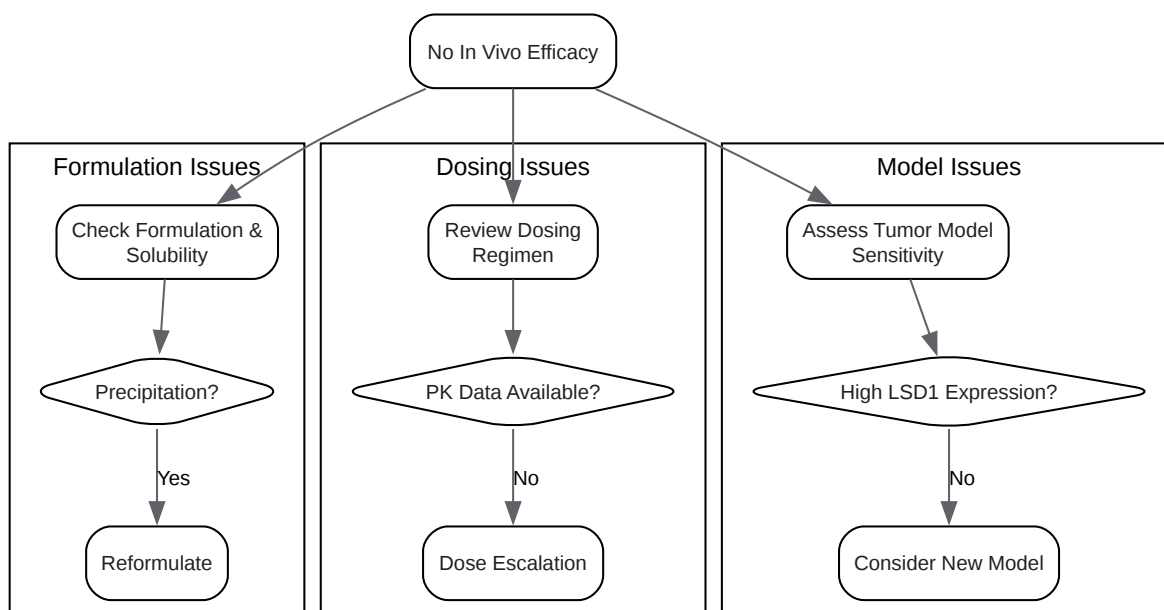 No In Vivo Efficacy
Formulation Issues
Check Formulation &
Solubility
Precipitation?
Yes
Reformulate
Dosing Issues
Review Dosing
Regimen
PK Data Available?
No
Dose Escalation
Model Issues
Assess Tumor Model
Sensitivity
High LSD1 Expression?
No
Consider New Model